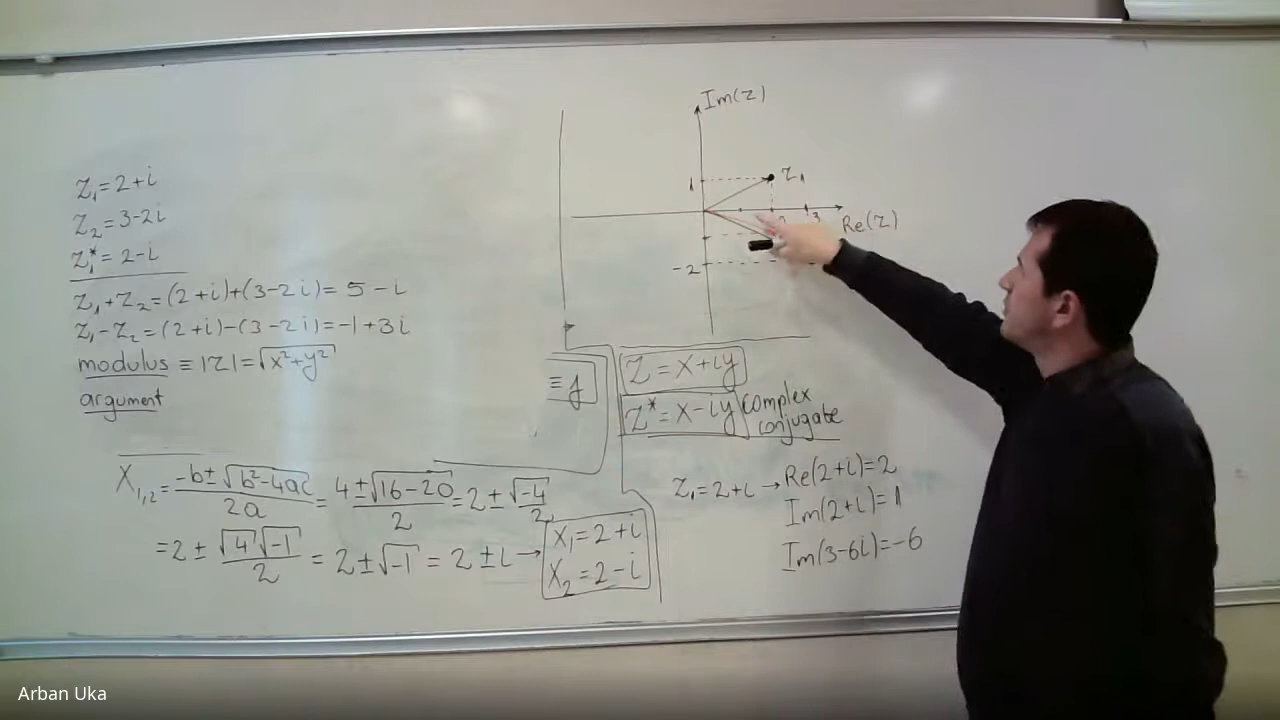 Z₁=2+i
Z₂=3-2i
Z₁*=2-i
Z₁+Z₂=(2+i)+(3-2i)=5-i
Z₁-Z₂=(2+i)-(3-2i)=-1+3i
modulus ≡ |Z|=√(x²+y²)
argument
X₁,₂=(-b±√(b²-4ac))/2a=(4±√(16-20))/2=2±√(-4)/2
=2±(√4√-1)/2=2±√-1=2±i→
X₁=2+i
X₂=2-i
Im(z)
1
Z₁
2
3
Re(z)
-2
≡y
Z=X+iy
Z*=X-iy
complex
conjugate
Z₁=2+i→Re(2+i)=2
Im(2+i)=1
Im(3-6i)=-6
Arban Uka